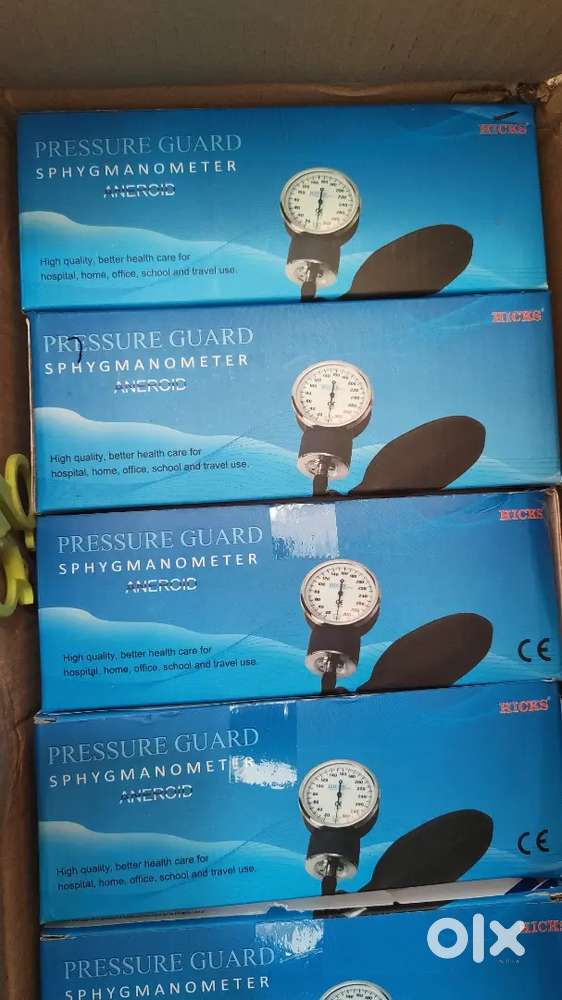 HICKS
PRESSURE GUARD
SPHYGMANOMETER
ANEROID
High quality, better health care for
hospital, home, office, school and travel use.
HICKS
PRESSURE GUARD
SPHYGMANOMETER
ANEROID
High quality, better health care for
hospital, home, office, school and travel use.
HICKS
PRESSURE GUARD
SPHYGMANOMETER
ANEROID
High quality, better health care for
hospital, home, office, school and travel use.
CE
HICKS
PRESSURE GUARD
SPHYGMANOMETER
ANEROID
High quality, better health care for
hospital, home, office, school and travel use.
CE
HICKS
PRESSURE GUARD
SPHYGMANOMETER
olx
INDIA